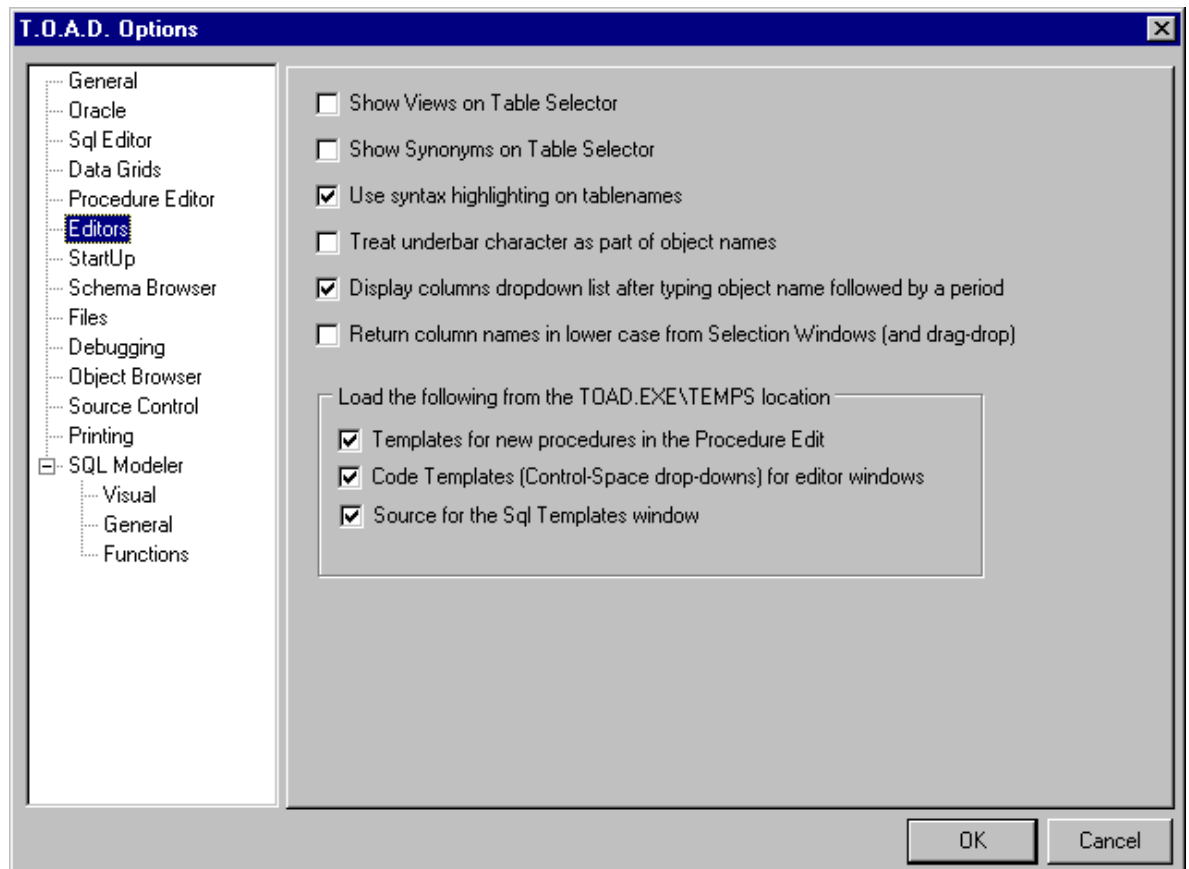 T.O.A.D. Options
General
Oracle
Sql Editor
Data Grids
Procedure Editor
Editors
StartUp
Schema Browser
Files
Debugging
Object Browser
Source Control
Printing
SQL Modeler
Visual
General
Functions
Show Views on Table Selector
Show Synonyms on Table Selector
Use syntax highlighting on tablenames
Treat underbar character as part of object names
Display columns dropdown list after typing object name followed by a period
Return column names in lower case from Selection Windows (and drag-drop)
Load the following from the TOAD.EXE\TEMPS location
Templates for new procedures in the Procedure Edit
Code Templates (Control-Space drop-downs) for editor windows
Source for the Sql Templates window
OK
Cancel